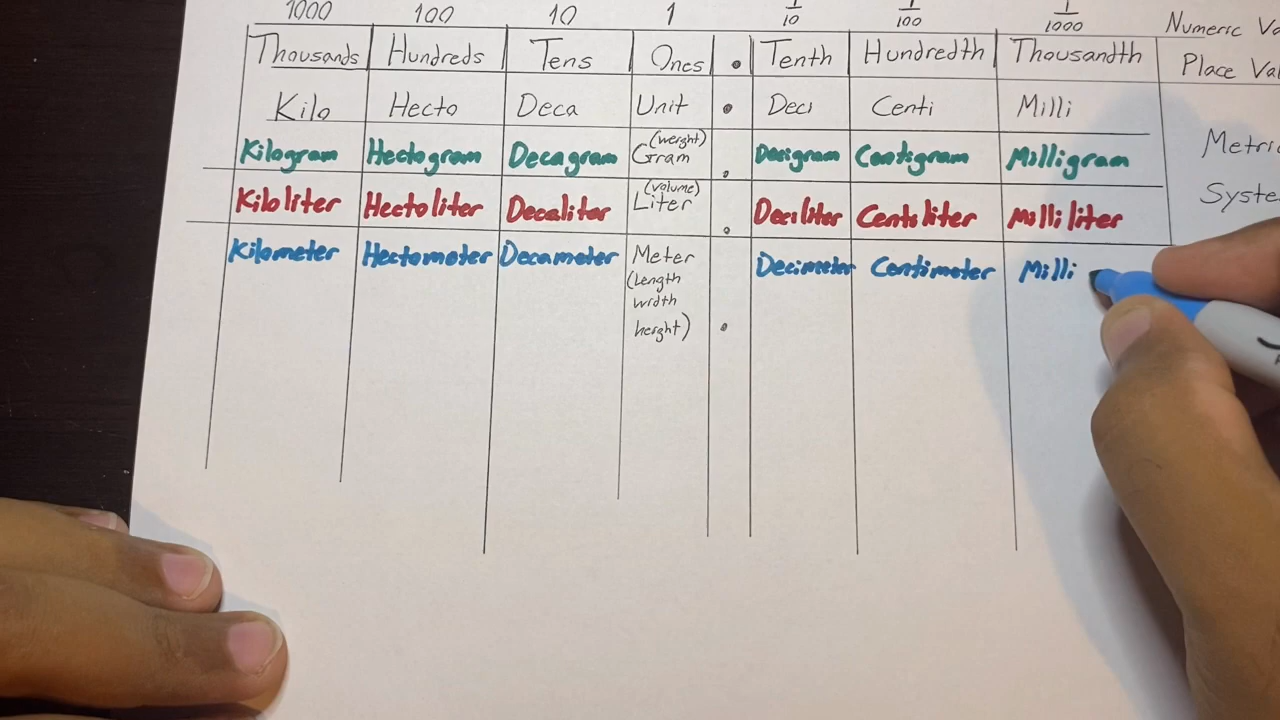 1000 100 10 1 1/10 1/100 1/1000 Numeric Va
Thousands Hundreds Tens Ones . Tenth Hundredth Thousandth Place Val
Kilo Hecto Deca Unit . Deci Centi Milli
Kilogram Hectogram Decagram (weight) Gram . Decigram Centigram Milligram Metric
Kiloliter Hectoliter Decaliter (volume) Liter . Deciliter Centiliter Milliliter Syste
Kilometer Hectometer Decameter Meter Decimeter Centimeter Milli
(length
width
height) .